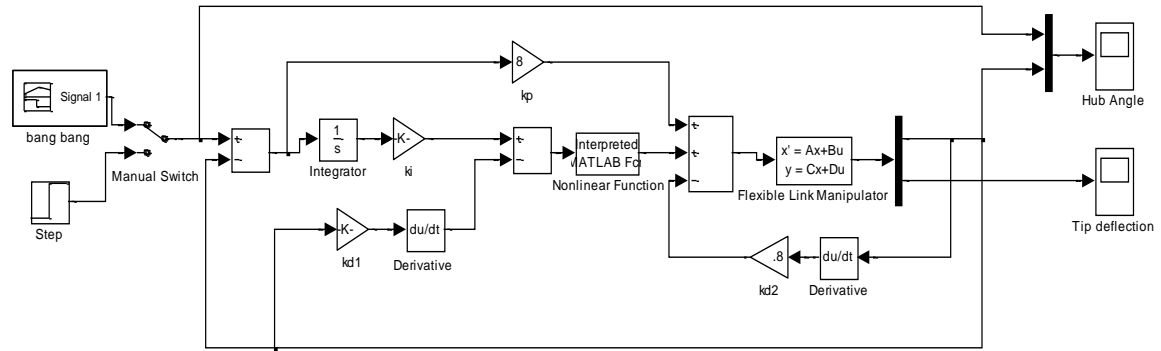 Signal 1
bang bang
Manual Switch
Step
+
−
1
s
Integrator
-K-
ki
8
kp
+
−
Interpreted
MATLAB Fcn
Nonlinear Function
-K-
kd1
du/dt
Derivative
+
+
−
x' = Ax+Bu
y = Cx+Du
Flexible Link Manipulator
.8
kd2
du/dt
Derivative
Hub Angle
Tip deflection